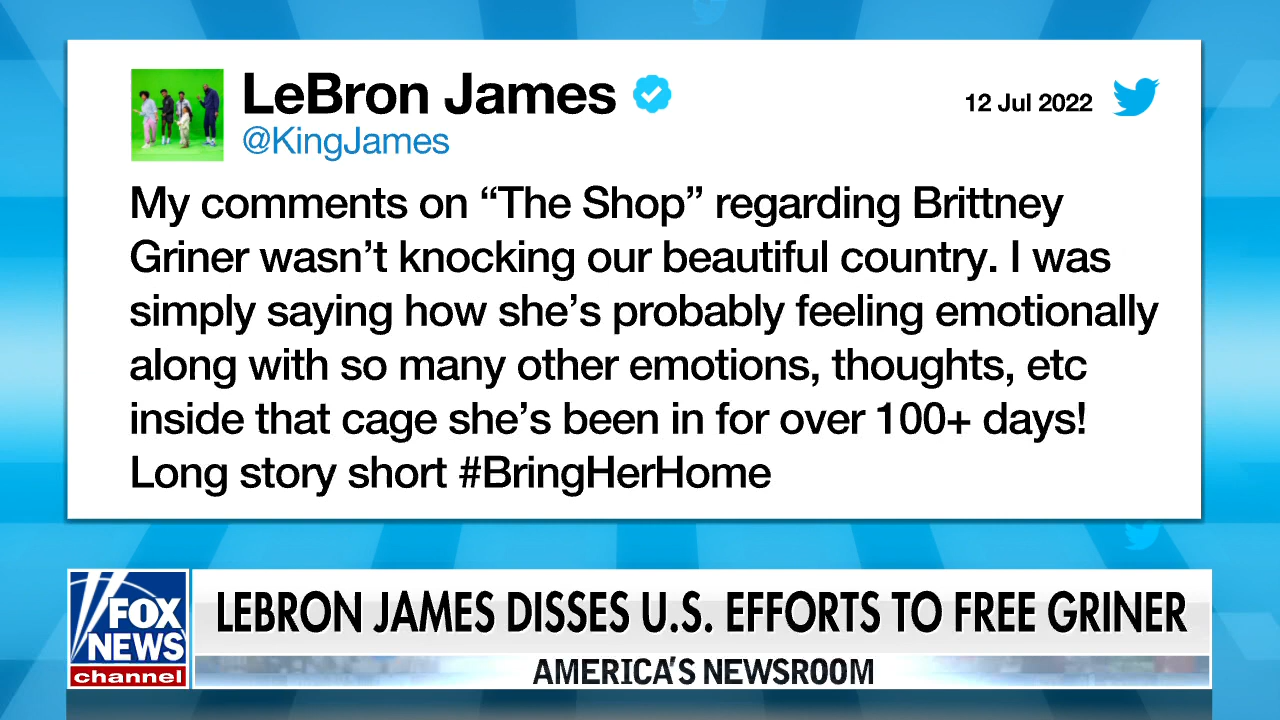 LeBron James
@KingJames
12 Jul 2022
My comments on “The Shop” regarding Brittney
Griner wasn’t knocking our beautiful country. I was
simply saying how she’s probably feeling emotionally
along with so many other emotions, thoughts, etc
inside that cage she’s been in for over 100+ days!
Long story short #BringHerHome
FOX
NEWS
channel
LEBRON JAMES DISSES U.S. EFFORTS TO FREE GRINER
AMERICA'S NEWSROOM